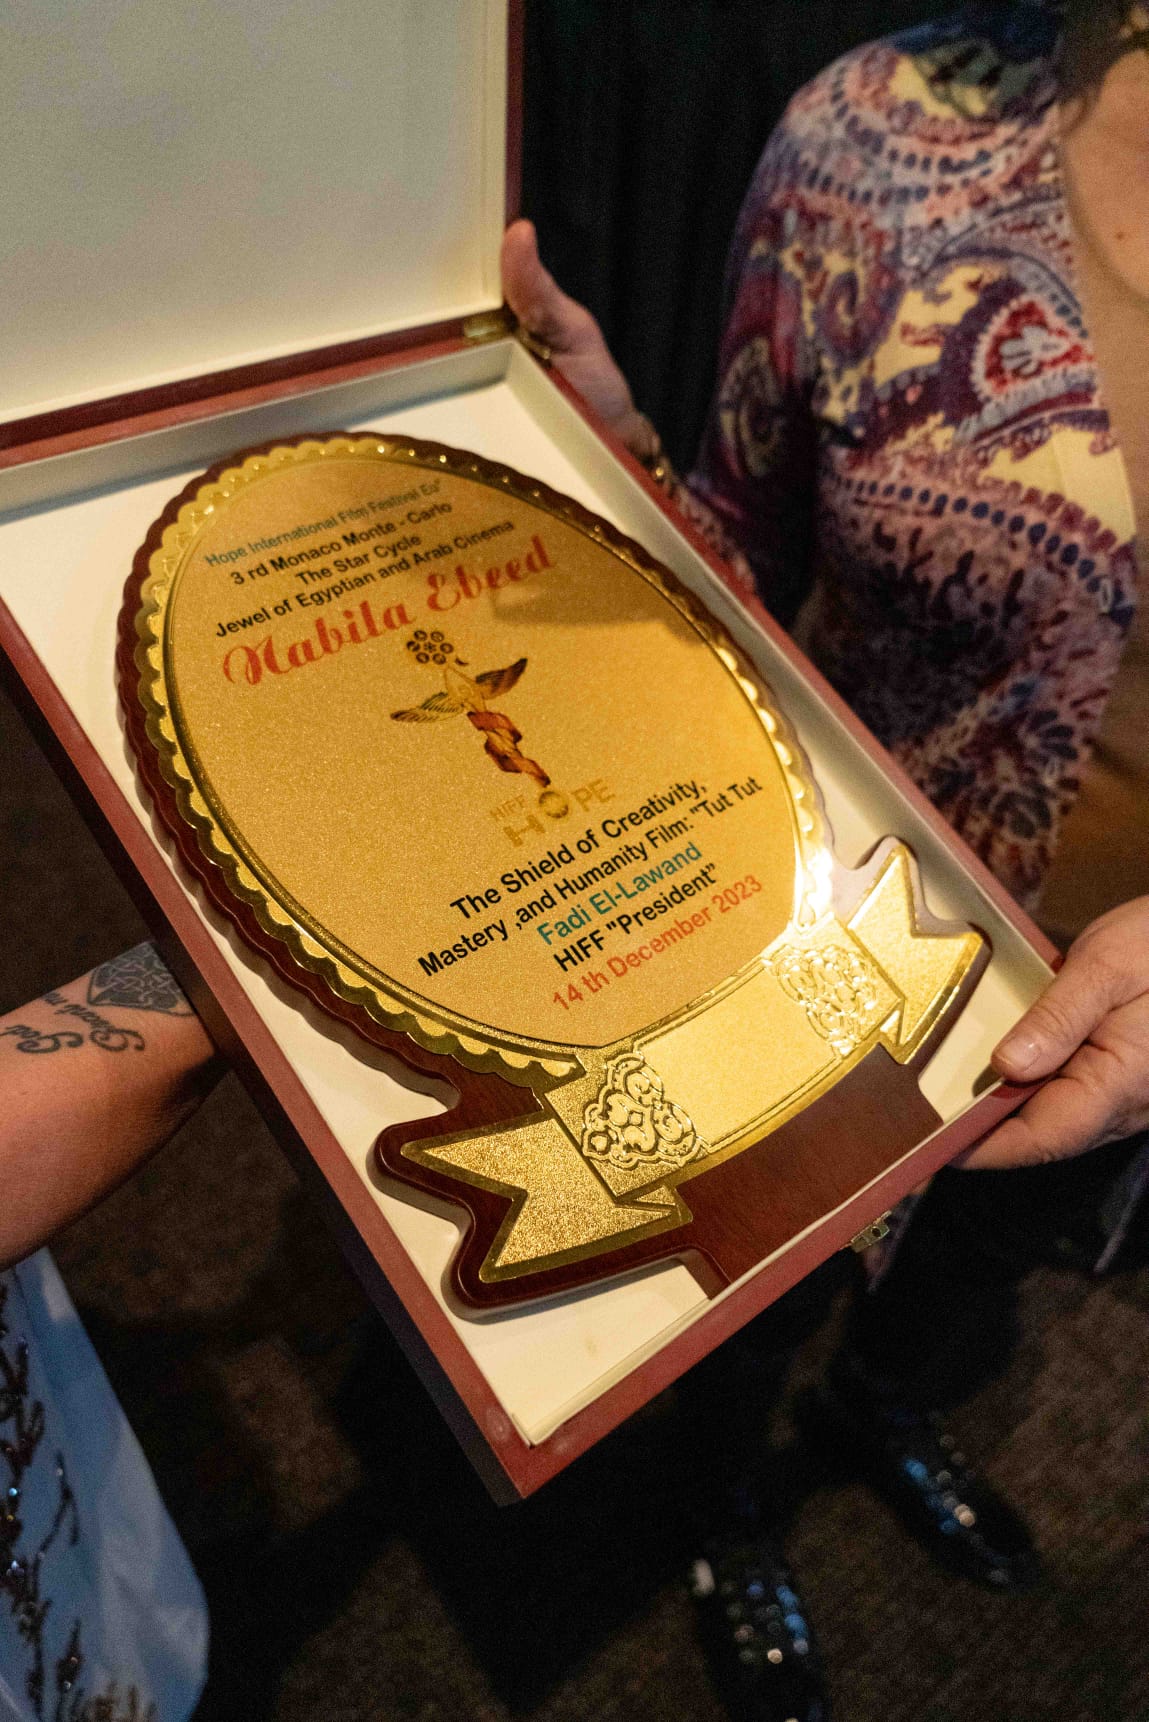 Hope International Film Festival Eu"
3 rd Monaco Monte - Carlo
The Star Cycle
Jewel of Egyptian and Arab Cinema
Nabila Ebeed
HIFF
HOPE
The Shield of Creativity,
Mastery ,and Humanity Film: "Tut Tut
Fadi El-Lawand
HIFF "President"
14 th December 2023
God